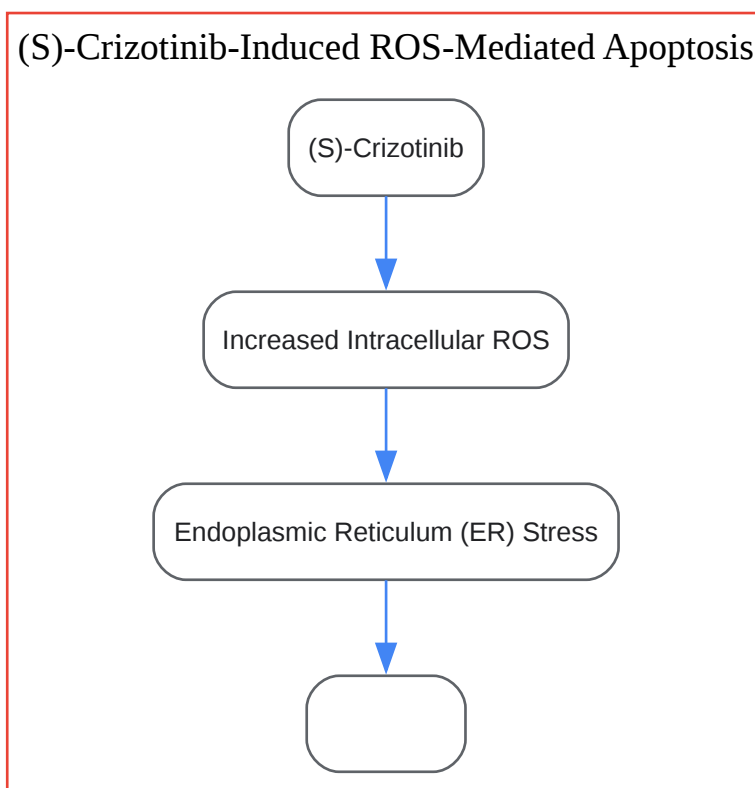 (S)-Crizotinib-Induced ROS-Mediated Apoptosis
(S)-Crizotinib
Increased Intracellular ROS
Endoplasmic Reticulum (ER) Stress